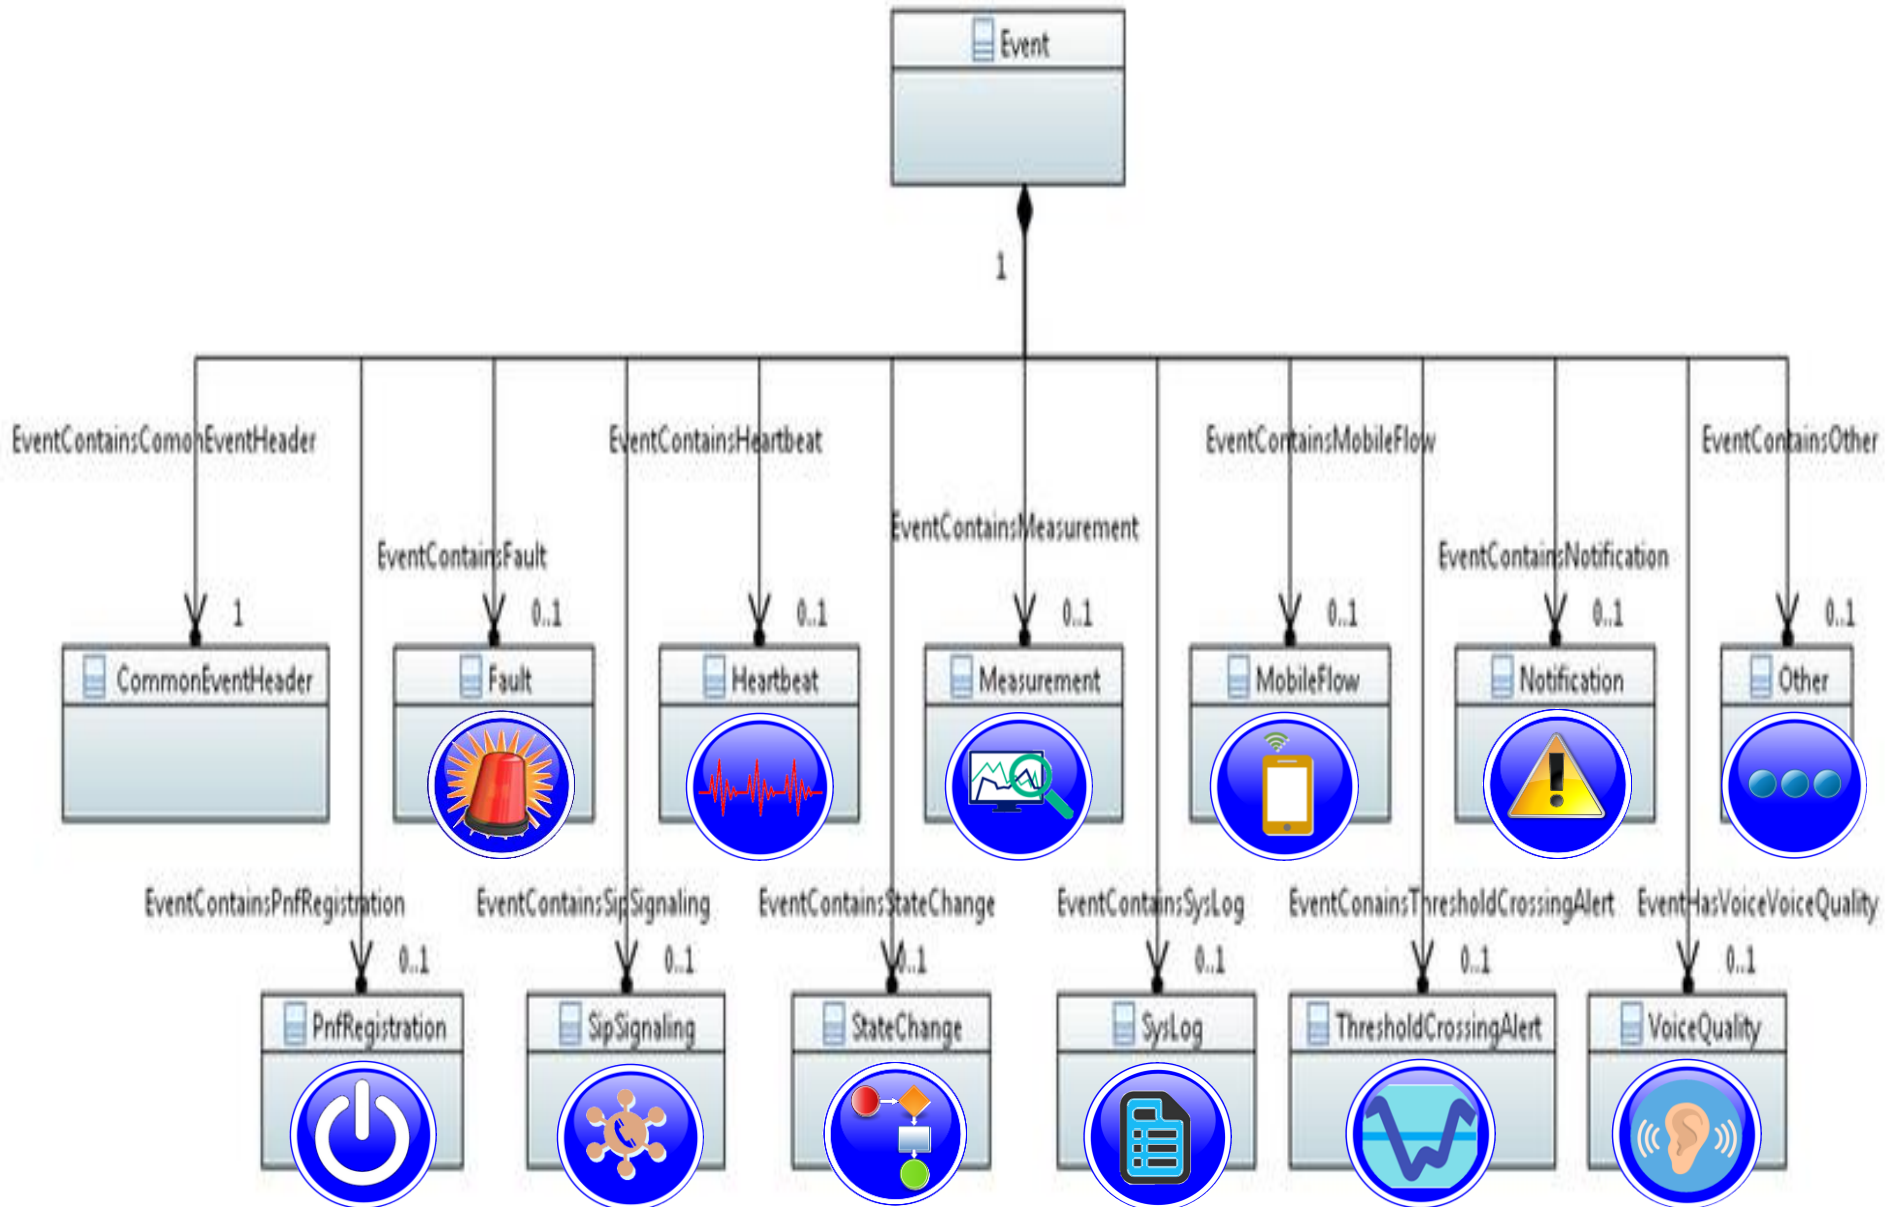 Event
1
EventContainsComonEventHeader
EventContainsHeartbeat
EventContainsMobileFlow
EventContainsOther
EventContainsMeasurement
EventContainsFault
EventContainsNotification
1
0..1
0..1
0..1
0..1
0..1
0..1
CommonEventHeader
Fault
Heartbeat
Measurement
MobileFlow
Notification
Other
EventContainsPnfRegistration
EventContainsSipSignaling
EventContainsStateChange
EventContainsSysLog
EventConainsThresholdCrossingAlert
EventHasVoiceVoiceQuality
0..1
0..1
0..1
0..1
0..1
0..1
PnfRegistration
SipSignaling
StateChange
SysLog
ThresholdCrossingAlert
VoiceQuality